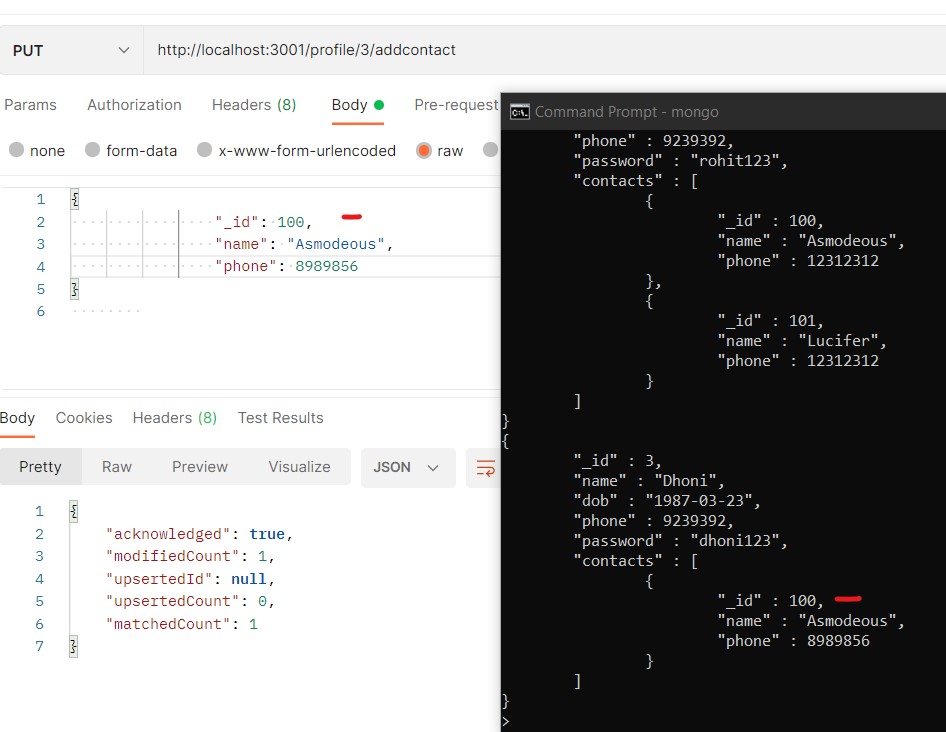 PUT
http://localhost:3001/profile/3/addcontact
Params Authorization Headers (8) Body Pre-request
none form-data x-www-form-urlencoded raw
1 {
2 "_id": 100,
3 "name": "Asmodeous",
4 "phone": 8989856
5 }
6
Body Cookies Headers (8) Test Results
Pretty Raw Preview Visualize JSON
1 {
2 "acknowledged": true,
3 "modifiedCount": 1,
4 "upsertedId": null,
5 "upsertedCount": 0,
6 "matchedCount": 1
7 }
Command Prompt - mongo
"phone" : 9239392,
"password" : "rohit123",
"contacts" : [
{
"_id" : 100,
"name" : "Asmodeous",
"phone" : 12312312
},
{
"_id" : 101,
"name" : "Lucifer",
"phone" : 12312312
}
]
}
{
"_id" : 3,
"name" : "Dhoni",
"dob" : "1987-03-23",
"phone" : 9239392,
"password" : "dhoni123",
"contacts" : [
{
"_id" : 100,
"name" : "Asmodeous",
"phone" : 8989856
}
]
}
>